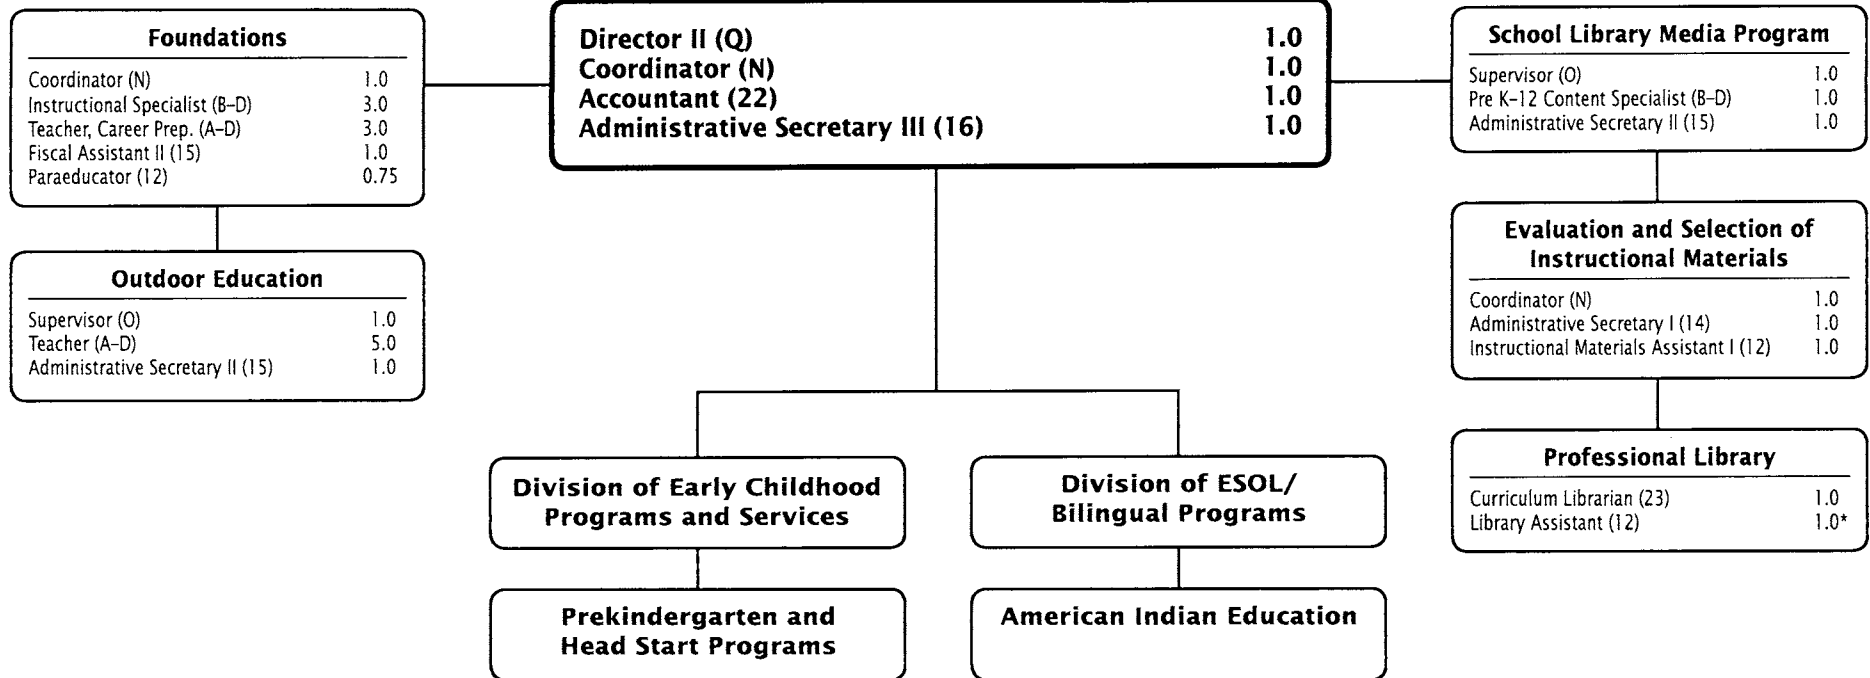 Foundations
Coordinator (N) 1.0
Instructional Specialist (B–D) 3.0
Teacher, Career Prep. (A–D) 3.0
Fiscal Assistant II (15) 1.0
Paraeducator (12) 0.75
Outdoor Education
Supervisor (O) 1.0
Teacher (A–D) 5.0
Administrative Secretary II (15) 1.0
Director II (Q) 1.0
Coordinator (N) 1.0
Accountant (22) 1.0
Administrative Secretary III (16) 1.0
Division of Early Childhood
Programs and Services
Prekindergarten and
Head Start Programs
Division of ESOL/
Bilingual Programs
American Indian Education
School Library Media Program
Supervisor (O) 1.0
Pre K–12 Content Specialist (B–D) 1.0
Administrative Secretary II (15) 1.0
Evaluation and Selection of
Instructional Materials
Coordinator (N) 1.0
Administrative Secretary I (14) 1.0
Instructional Materials Assistant I (12) 1.0
Professional Library
Curriculum Librarian (23) 1.0
Library Assistant (12) 1.0*